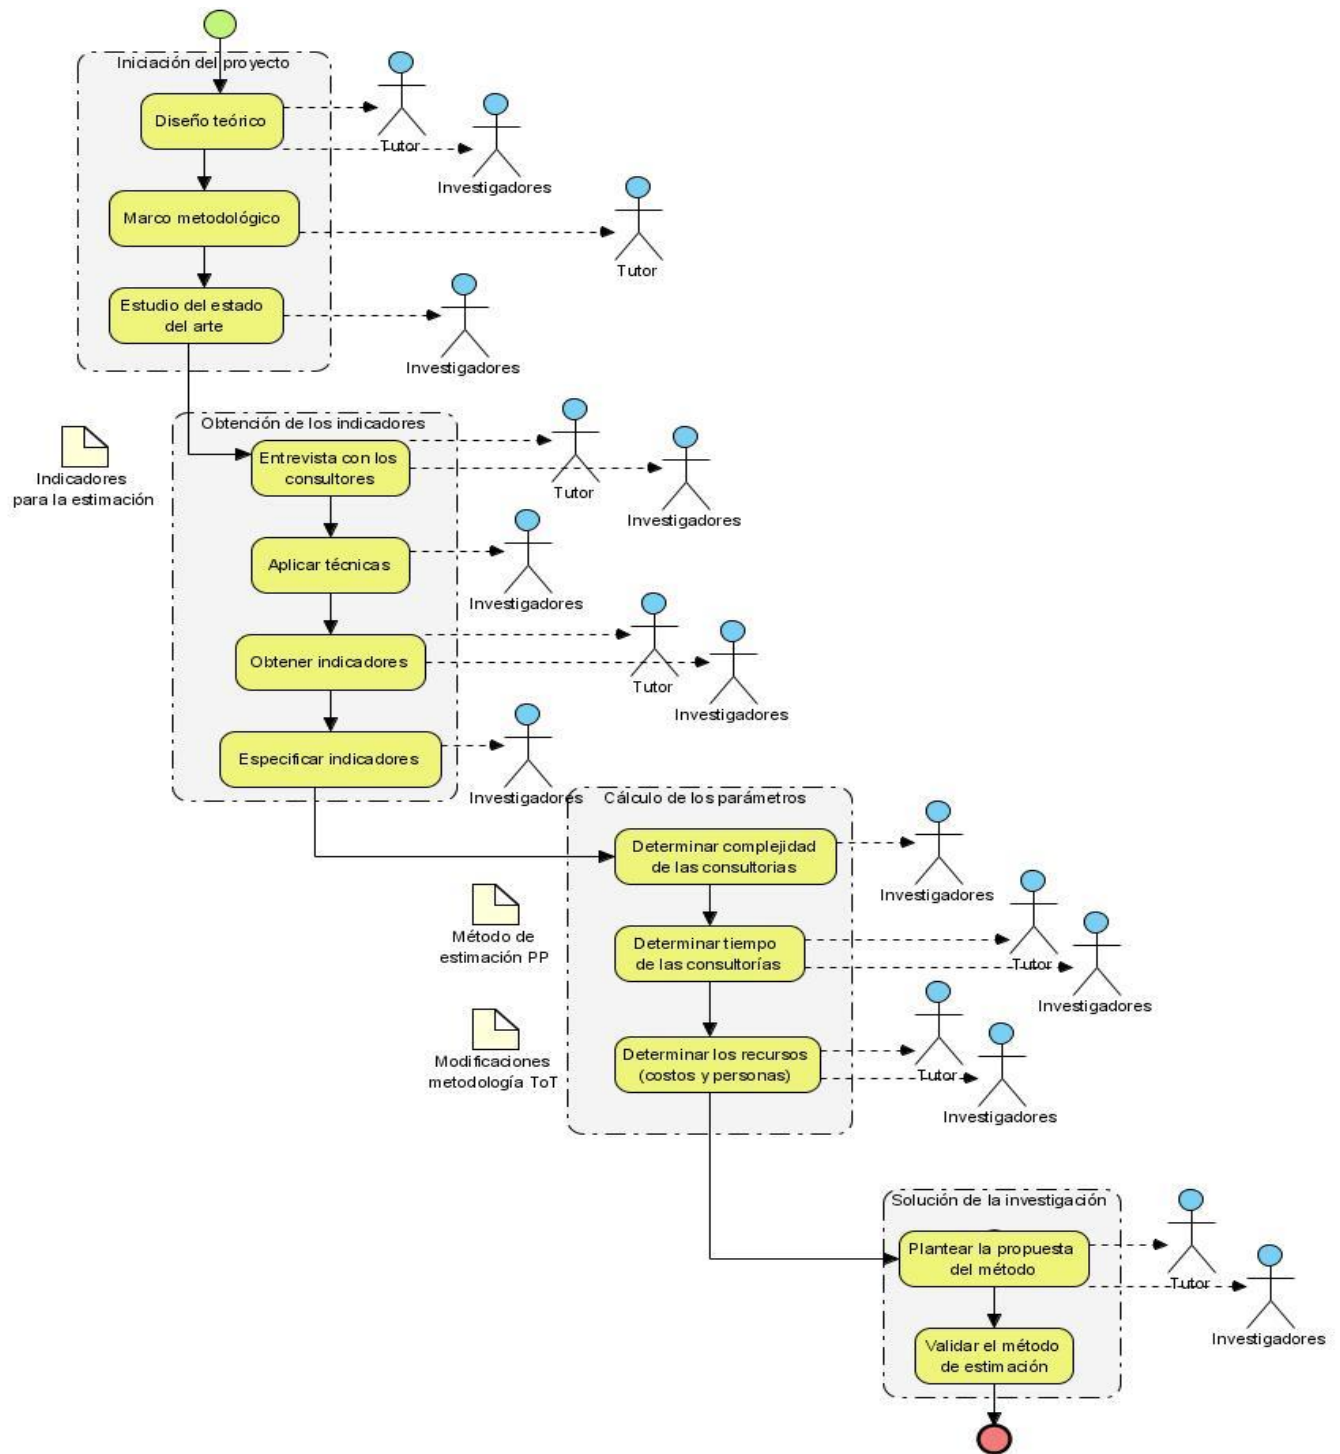 Iniciación del proyecto
Diseño teórico
Tutor
Investigadores
Marco metodológico
Tutor
Estudio del estado
del arte
Investigadores
Obtención de los indicadores
Indicadores
para la estimación
Entrevista con los
consultores
Tutor
Investigadores
Aplicar técnicas
Investigadores
Obtener indicadores
Tutor
Investigadores
Especificar indicadores
Investigadores
Cálculo de los parámetros
Determinar complejidad
de las consultorias
Investigadores
Método de
estimación PP
Determinar tiempo
de las consultorías
Tutor
Investigadores
Modificaciones
metodología ToT
Determinar los recursos
(costos y personas)
Tutor
Investigadores
Solución de la investigación
Plantear la propuesta
del método
Tutor
Investigadores
Validar el método
de estimación